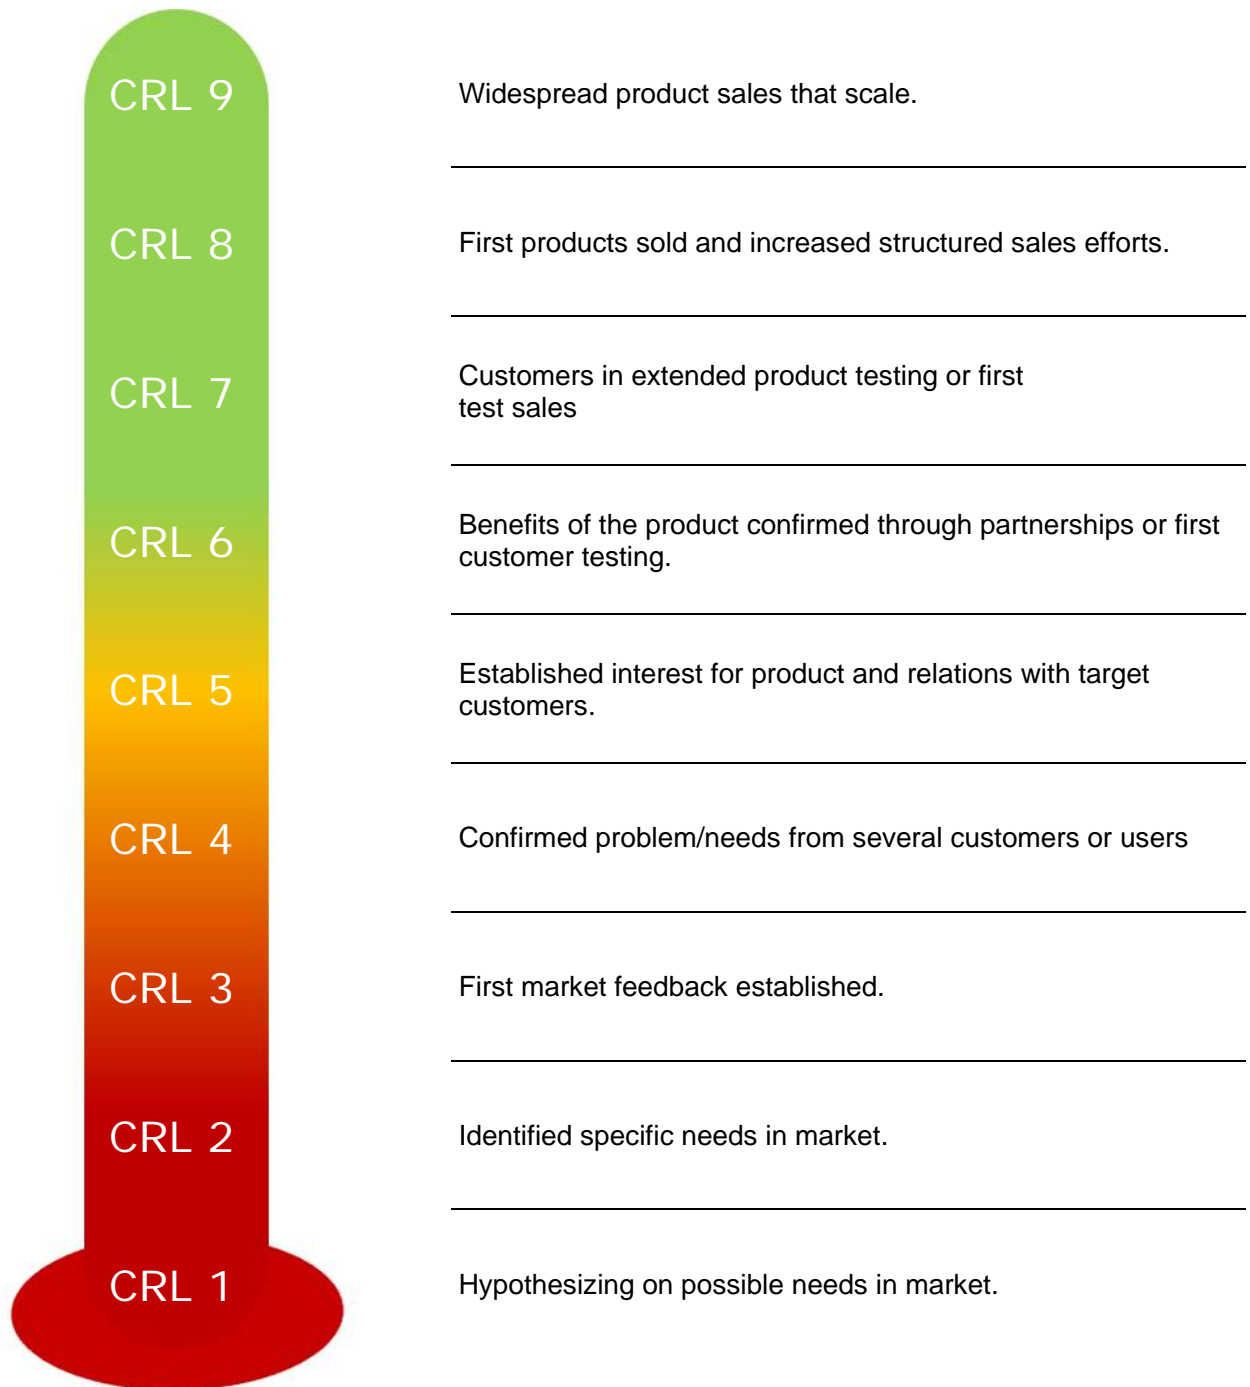 CRL 9
Widespread product sales that scale.
CRL 8
First products sold and increased structured sales efforts.
CRL 7
Customers in extended product testing or first
test sales
CRL 6
Benefits of the product confirmed through partnerships or first
customer testing.
CRL 5
Established interest for product and relations with target
customers.
CRL 4
Confirmed problem/needs from several customers or users
CRL 3
First market feedback established.
CRL 2
Identified specific needs in market.
CRL 1
Hypothesizing on possible needs in market.